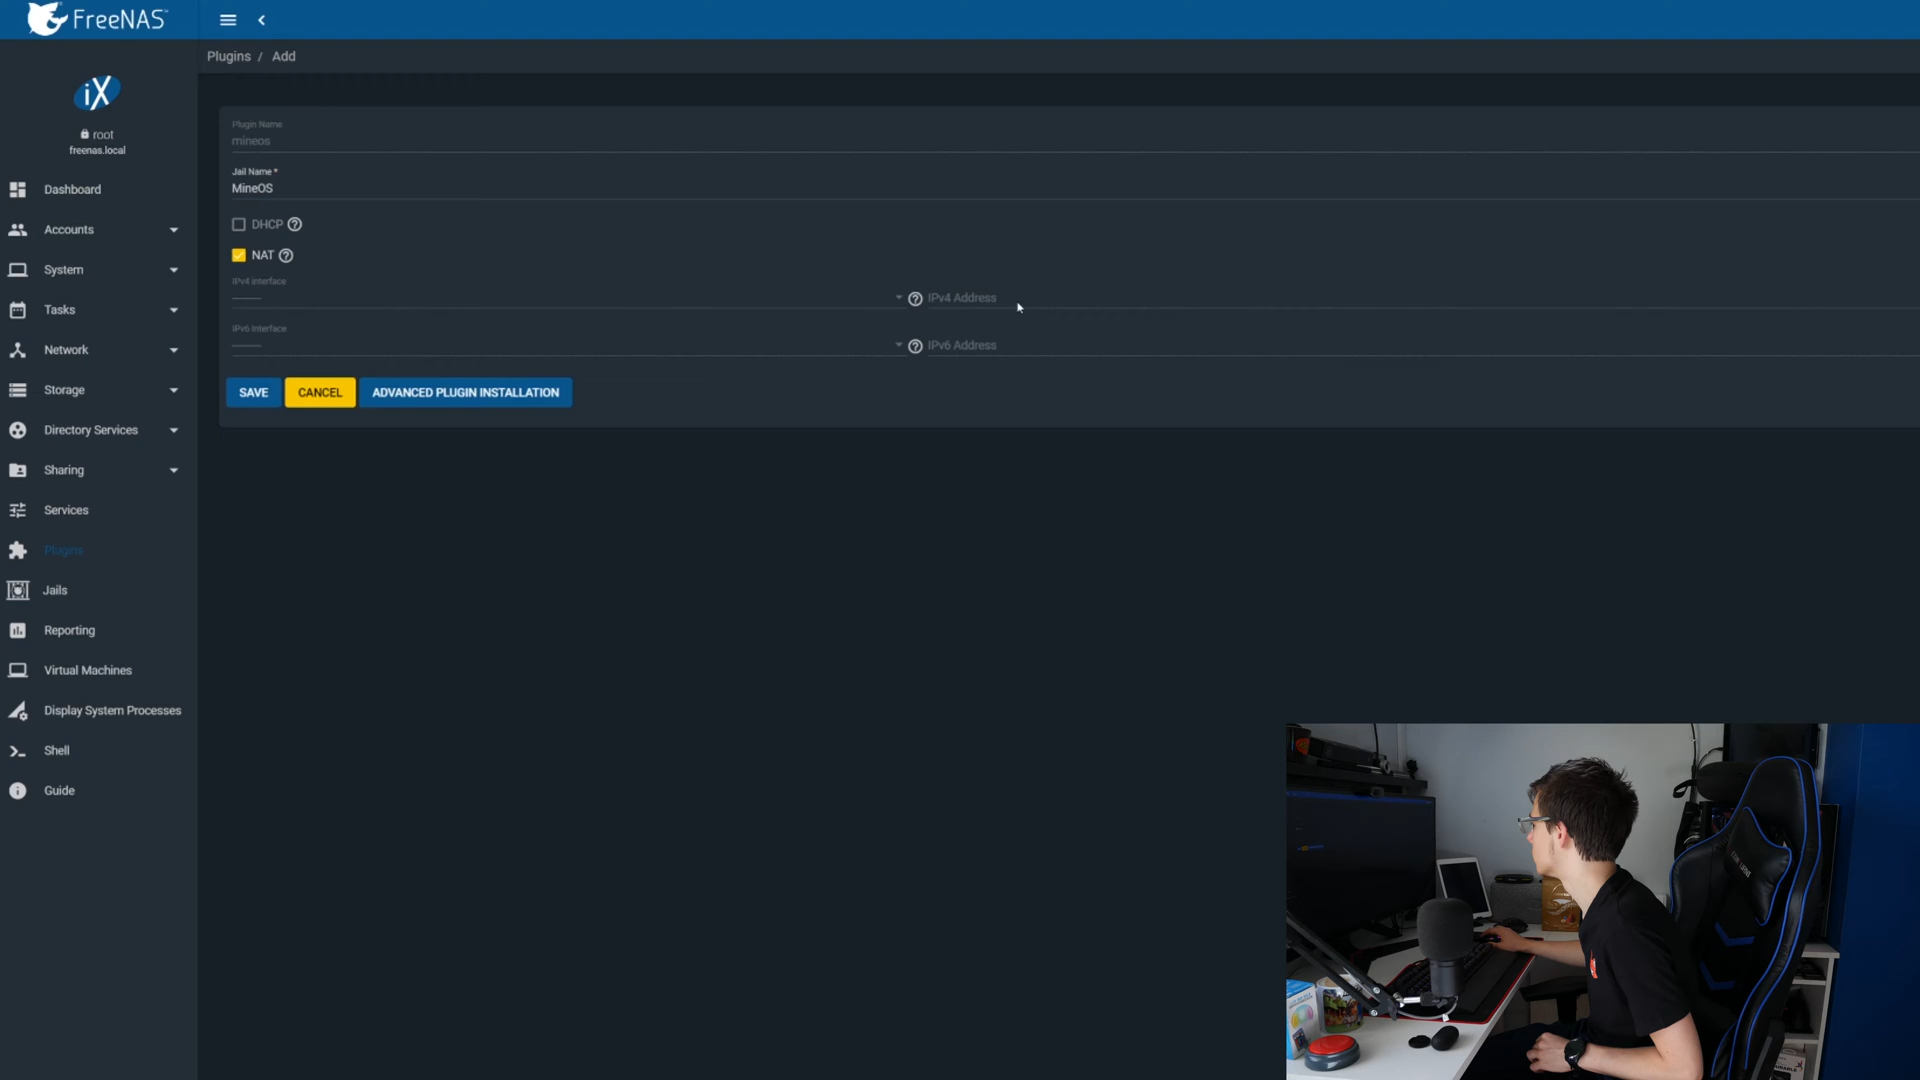 FreeNAS
Plugins / Add
iX
root
freenas.local
Plugin Name
mineos
Jail Name *
MineOS
DHCP
NAT
IPv4 interface
IPv4 Address
IPv6 Interface
IPv6 Address
SAVE
CANCEL
ADVANCED PLUGIN INSTALLATION
Dashboard
Accounts
System
Tasks
Network
Storage
Directory Services
Sharing
Services
Plugins
Jails
Reporting
Virtual Machines
Display System Processes
Shell
Guide